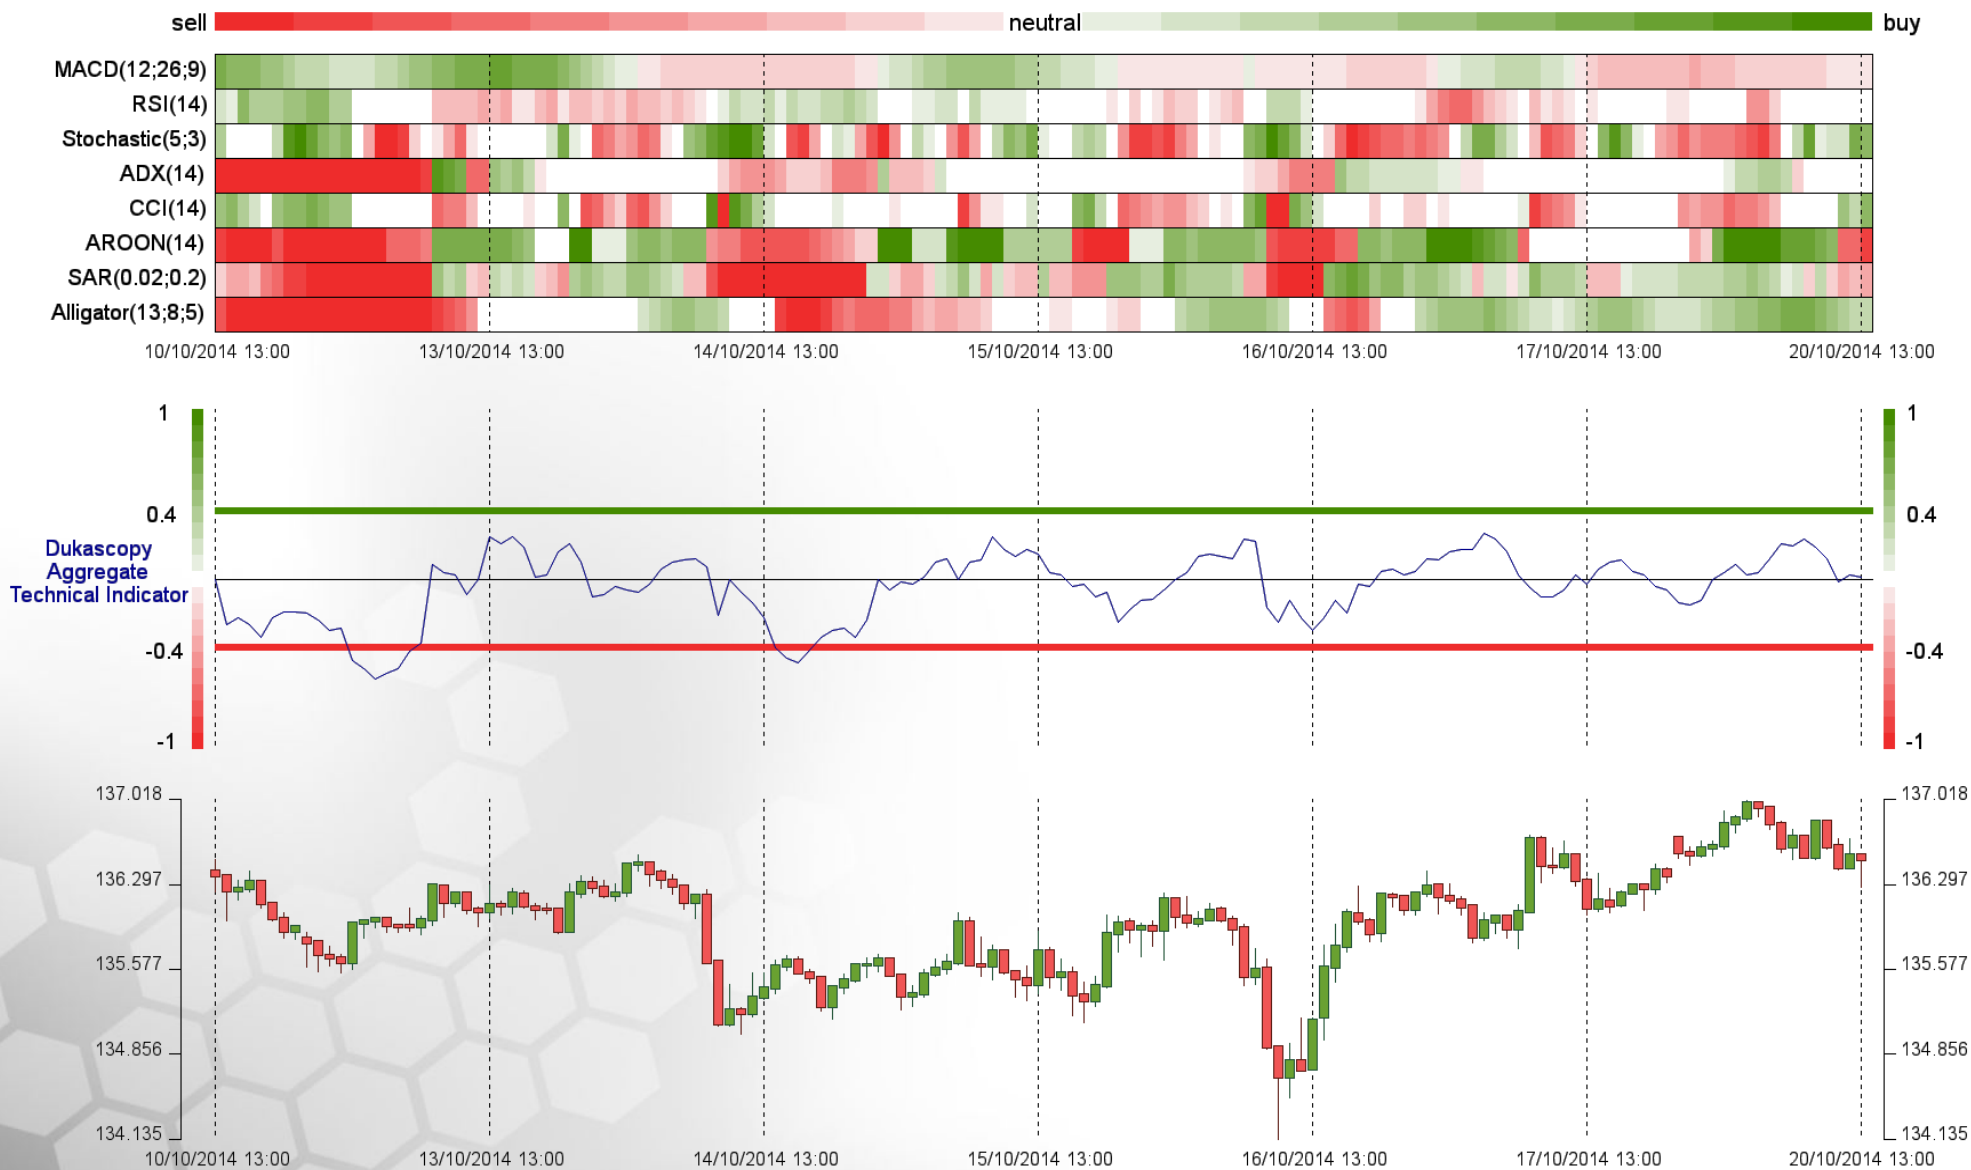 sell neutral buy
MACD(12;26;9)
RSI(14)
Stochastic(5;3)
ADX(14)
CCI(14)
AROON(14)
SAR(0.02;0.2)
Alligator(13;8;5)
10/10/2014 13:00 13/10/2014 13:00 14/10/2014 13:00 15/10/2014 13:00 16/10/2014 13:00 17/10/2014 13:00 20/10/2014 13:00
1 1
0.4 0.4
Dukascopy
Aggregate
Technical Indicator
-0.4 -0.4
-1 -1
137.018 137.018
136.297 136.297
135.577 135.577
134.856 134.856
134.135 134.135
10/10/2014 13:00 13/10/2014 13:00 14/10/2014 13:00 15/10/2014 13:00 16/10/2014 13:00 17/10/2014 13:00 20/10/2014 13:00